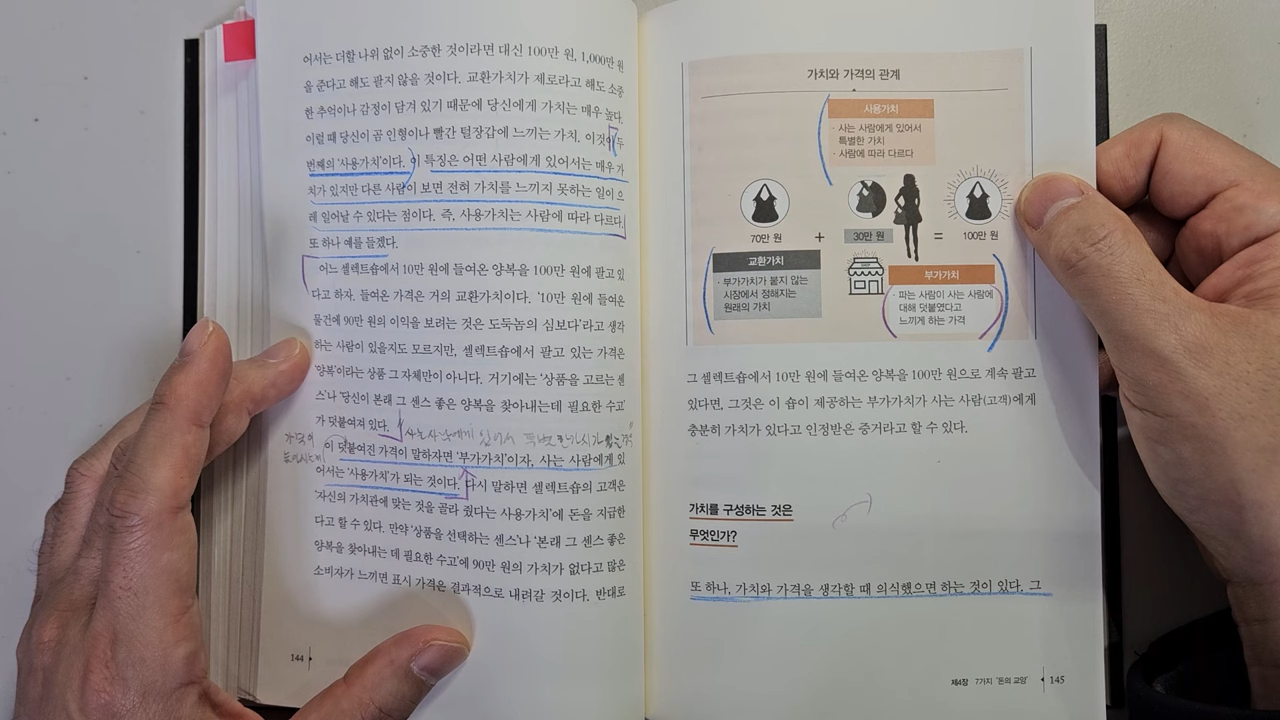 어서는 더할 나위 없이 소중한 것이라면 대신 100만 원, 1,000만 원
을 준다고 해도 팔지 않을 것이다. 교환가치가 제로라고 해도 소중
한 추억이나 감정이 담겨 있기 때문에 당신에게 가치는 매우 높다.
이럴 때 당신이 곰 인형이나 빨간 털장갑에 느끼는 가치. 이것이 두
번째의 '사용가치'이다. 이 특징은 어떤 사람에게 있어서는 매우 가
치가 있지만 다른 사람이 보면 전혀 가치를 느끼지 못하는 일이 으
레 일어날 수 있다는 점이다. 즉, 사용가치는 사람에 따라 다르다.
또 하나 예를 들겠다.
어느 셀렉트숍에서 10만 원에 들여온 양복을 100만 원에 팔고 있
다고 하자. 들여온 가격은 거의 교환가치이다. '10만 원에 들여온
물건에 90만 원의 이익을 보려는 것은 도둑놈의 심보다'라고 생각
하는 사람이 있을지도 모르지만, 셀렉트숍에서 팔고 있는 가격은
'양복'이라는 상품 그 자체만이 아니다. 거기에는 '상품을 고르는 센
스'나 '당신이 본래 그 센스 좋은 양복을 찾아내는데 필요한 수고'
가 덧붙여져 있다.
사는 사람에게 있어서
가격이
이 덧붙여진 가격이 말하자면 '부가가치'이자, 사는 사람에게 있
어서는 '사용가치'가 되는 것이다. 다시 말하면 셀렉트숍의 고객은
'자신의 가치관에 맞는 것을 골라 줬다는 사용가치'에 돈을 지급한
다고 할 수 있다. 만약 '상품을 선택하는 센스'나 '본래 그 센스 좋은
양복을 찾아내는 데 필요한 수고'에 90만 원의 가치가 없다고 많은
소비자가 느끼면 표시 가격은 결과적으로 내려갈 것이다. 반대로
144
가치와 가격의 관계
사용가치
· 사는 사람에게 있어서
특별한 가치
· 사람에 따라 다르다
70만 원 + 30만 원 = 100만 원
교환가치
· 부가가치가 붙지 않는
시장에서 정해지는
원래의 가치
부가가치
· 파는 사람이 사는 사람에
대해 덧붙였다고
느끼게 하는 가격
그 셀렉트숍에서 10만 원에 들여온 양복을 100만 원으로 계속 팔고
있다면, 그것은 이 숍이 제공하는 부가가치가 사는 사람(고객)에게
충분히 가치가 있다고 인정받은 증거라고 할 수 있다.
가치를 구성하는 것은
무엇인가?
또 하나, 가치와 가격을 생각할 때 의식했으면 하는 것이 있다. 그
제4장 7가지 '돈의 교양' 145